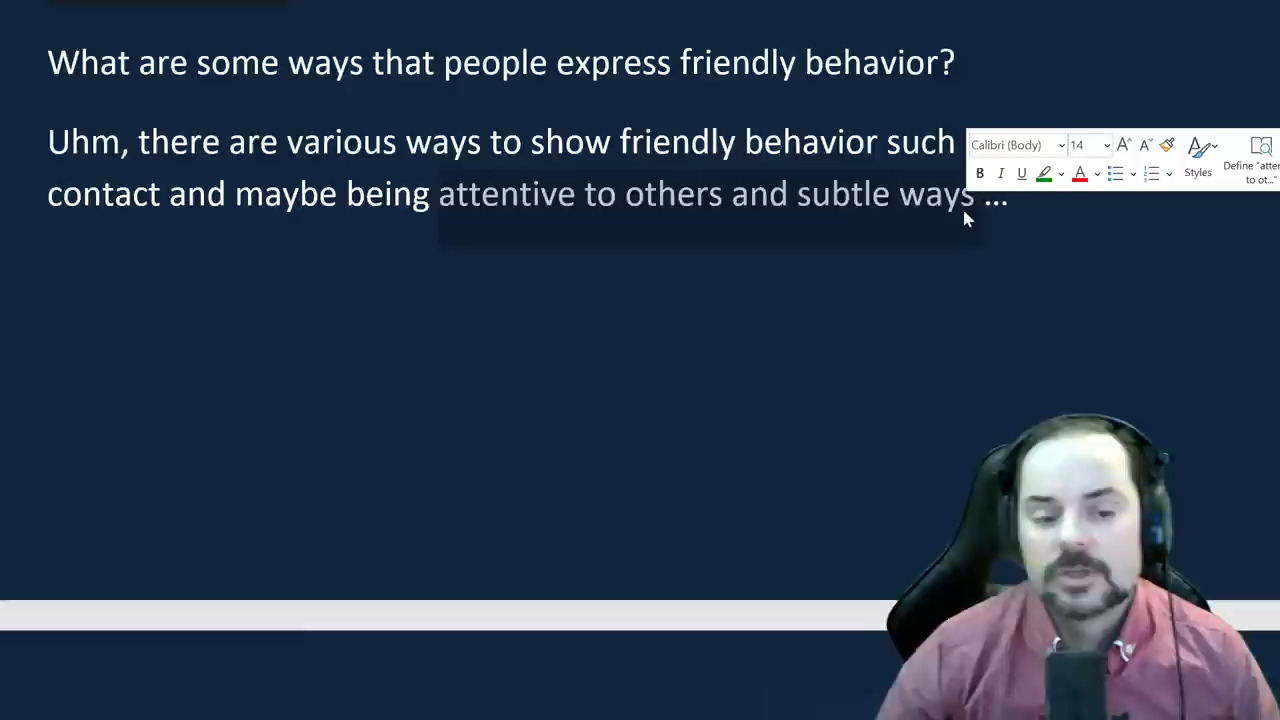 What are some ways that people express friendly behavior?
Uhm, there are various ways to show friendly behavior such
contact and maybe being attentive to others and subtle ways ...
Calibri (Body) 14
B I U Styles Define "atter
to ot..."